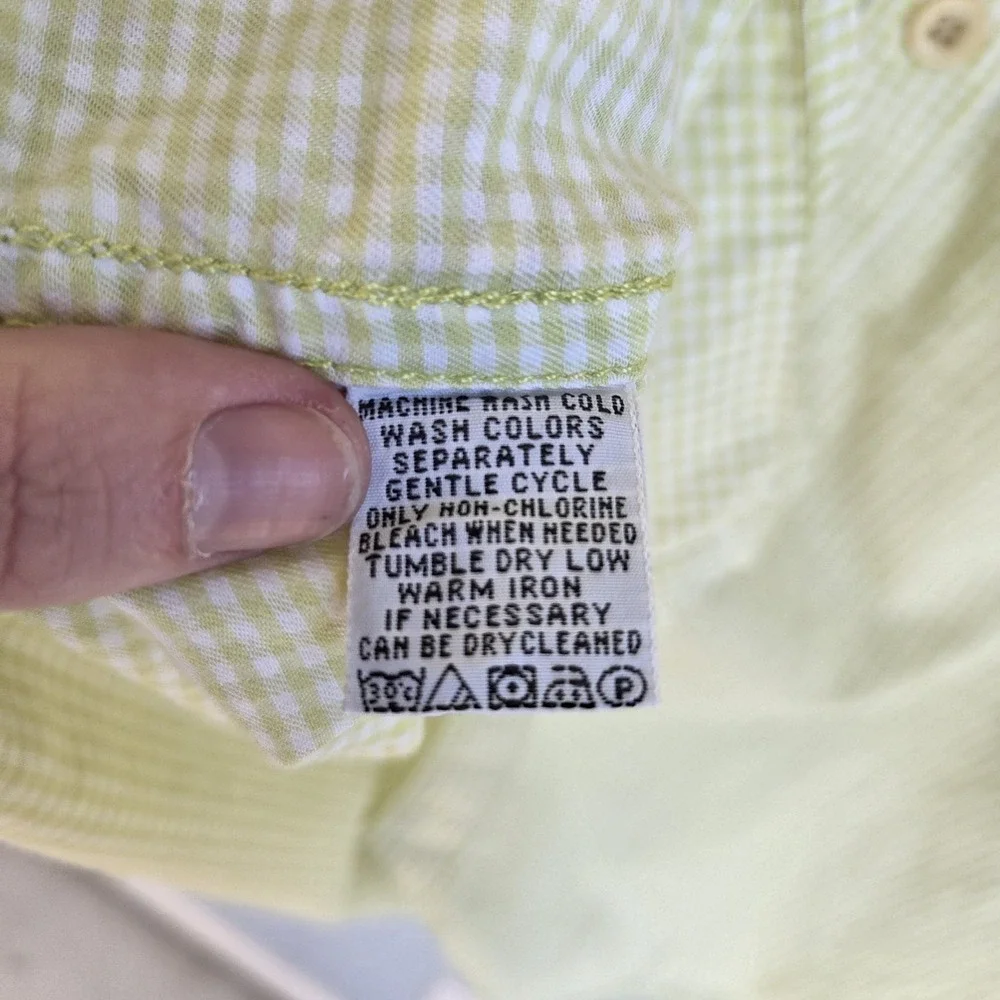 MACHINE WASH COLD
WASH COLORS
SEPARATELY
GENTLE CYCLE
ONLY NON-CHLORINE
BLEACH WHEN NEEDED
TUMBLE DRY LOW
WARM IRON
IF NECESSARY
CAN BE DRYCLEANED
30°C P